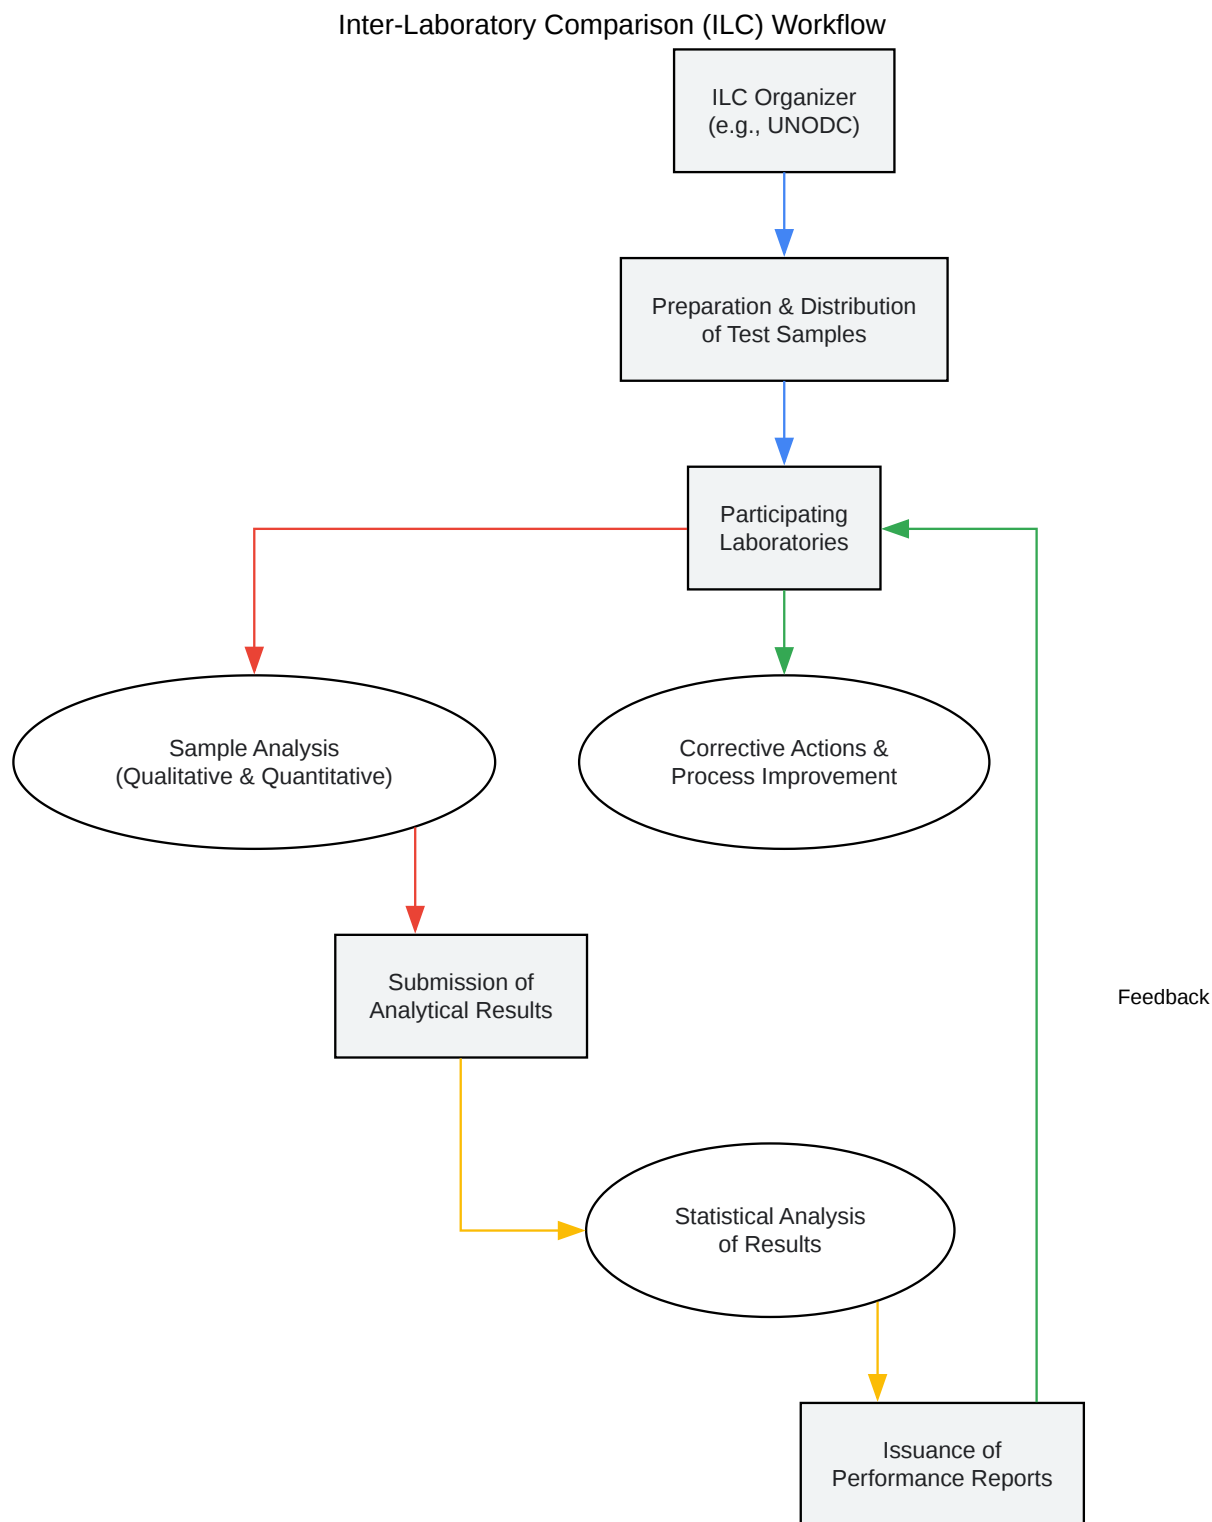 Inter-Laboratory Comparison (ILC) Workflow
ILC Organizer
(e.g., UNODC)
Preparation & Distribution
of Test Samples
Participating
Laboratories
Sample Analysis
(Qualitative & Quantitative)
Corrective Actions &
Process Improvement
Submission of
Analytical Results
Feedback
Statistical Analysis
of Results
Issuance of
Performance Reports